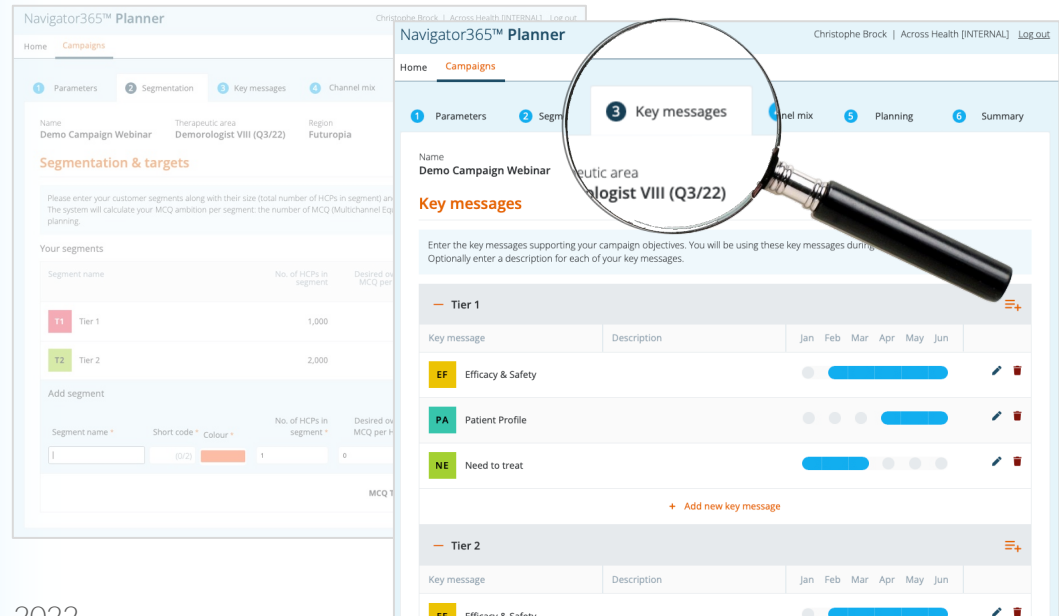 Navigator365™ Planner
Christophe Brock | Across Health [INTERNAL] Log out
Home Campaigns
1 Parameters 2 Segmentation 3 Key messages 4 Channel mix
Name Therapeutic area Region
Demo Campaign Webinar Demorologist VIII (Q3/22) Futuropia
Segmentation & targets
Please enter your customer segments along with their size (total number of HCPs in segment) an
The system will calculate your MCQ ambition per segment: the number of MCQ (Multichannel Equ
planning.
Your segments
Segment name No. of HCPs in segment Desired ov MCQ per
T1 Tier 1 1,000
T2 Tier 2 2,000
Add segment
Segment name * Short code * Colour * No. of HCPs in segment * Desired ov MCQ per H
(0/2) 1 0
MCQ T
2022
Navigator365™ Planner
Christophe Brock | Across Health [INTERNAL] Log out
Home Campaigns
1 Parameters 2 Segm 3 Key messages nel mix 5 Planning 6 Summary
Name eutic area
Demo Campaign Webinar ologist VIII (Q3/22)
Key messages
Enter the key messages supporting your campaign objectives. You will be using these key messages during
Optionally enter a description for each of your key messages.
Tier 1
Key message Description Jan Feb Mar Apr May Jun
EF Efficacy & Safety
PA Patient Profile
NE Need to treat
+ Add new key message
Tier 2
Key message Description Jan Feb Mar Apr May Jun
EF Efficacy & Safety